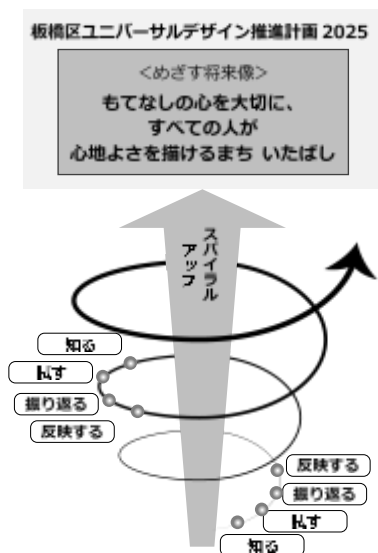 板橋区ユニバーサルデザイン推進計画 2025
<めざす将来像>
もてなしの心を大切に、
すべての人が
心地よさを描けるまち いたばし
スパイラル
アップ
知る
試す
振り返る
反映する
反映する
振り返る
試す
知る